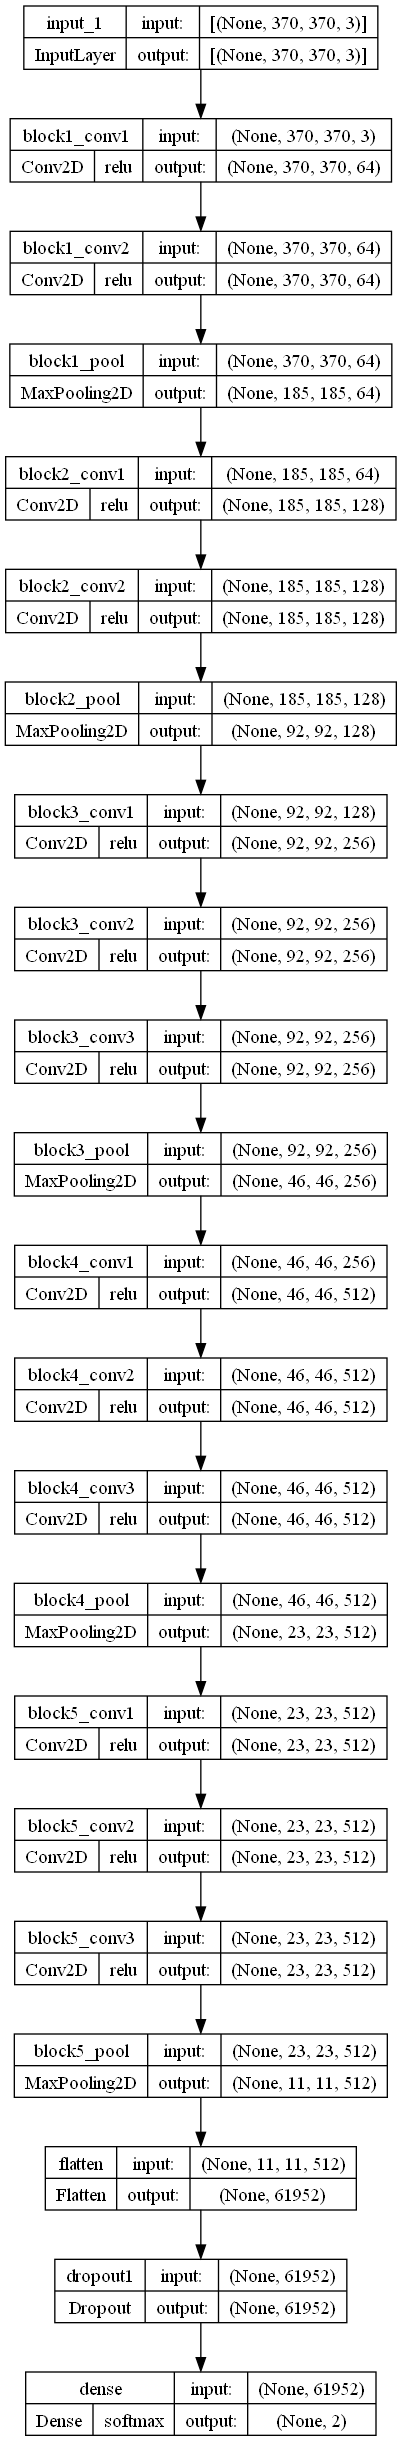 input_1 input: [(None, 370, 370, 3)]
InputLayer output: [(None, 370, 370, 3)]
block1_conv1 input: (None, 370, 370, 3)
Conv2D relu output: (None, 370, 370, 64)
block1_conv2 input: (None, 370, 370, 64)
Conv2D relu output: (None, 370, 370, 64)
block1_pool input: (None, 370, 370, 64)
MaxPooling2D output: (None, 185, 185, 64)
block2_conv1 input: (None, 185, 185, 64)
Conv2D relu output: (None, 185, 185, 128)
block2_conv2 input: (None, 185, 185, 128)
Conv2D relu output: (None, 185, 185, 128)
block2_pool input: (None, 185, 185, 128)
MaxPooling2D output: (None, 92, 92, 128)
block3_conv1 input: (None, 92, 92, 128)
Conv2D relu output: (None, 92, 92, 256)
block3_conv2 input: (None, 92, 92, 256)
Conv2D relu output: (None, 92, 92, 256)
block3_conv3 input: (None, 92, 92, 256)
Conv2D relu output: (None, 92, 92, 256)
block3_pool input: (None, 92, 92, 256)
MaxPooling2D output: (None, 46, 46, 256)
block4_conv1 input: (None, 46, 46, 256)
Conv2D relu output: (None, 46, 46, 512)
block4_conv2 input: (None, 46, 46, 512)
Conv2D relu output: (None, 46, 46, 512)
block4_conv3 input: (None, 46, 46, 512)
Conv2D relu output: (None, 46, 46, 512)
block4_pool input: (None, 46, 46, 512)
MaxPooling2D output: (None, 23, 23, 512)
block5_conv1 input: (None, 23, 23, 512)
Conv2D relu output: (None, 23, 23, 512)
block5_conv2 input: (None, 23, 23, 512)
Conv2D relu output: (None, 23, 23, 512)
block5_conv3 input: (None, 23, 23, 512)
Conv2D relu output: (None, 23, 23, 512)
block5_pool input: (None, 23, 23, 512)
MaxPooling2D output: (None, 11, 11, 512)
flatten input: (None, 11, 11, 512)
Flatten output: (None, 61952)
dropout1 input: (None, 61952)
Dropout output: (None, 61952)
dense input: (None, 61952)
Dense softmax output: (None, 2)